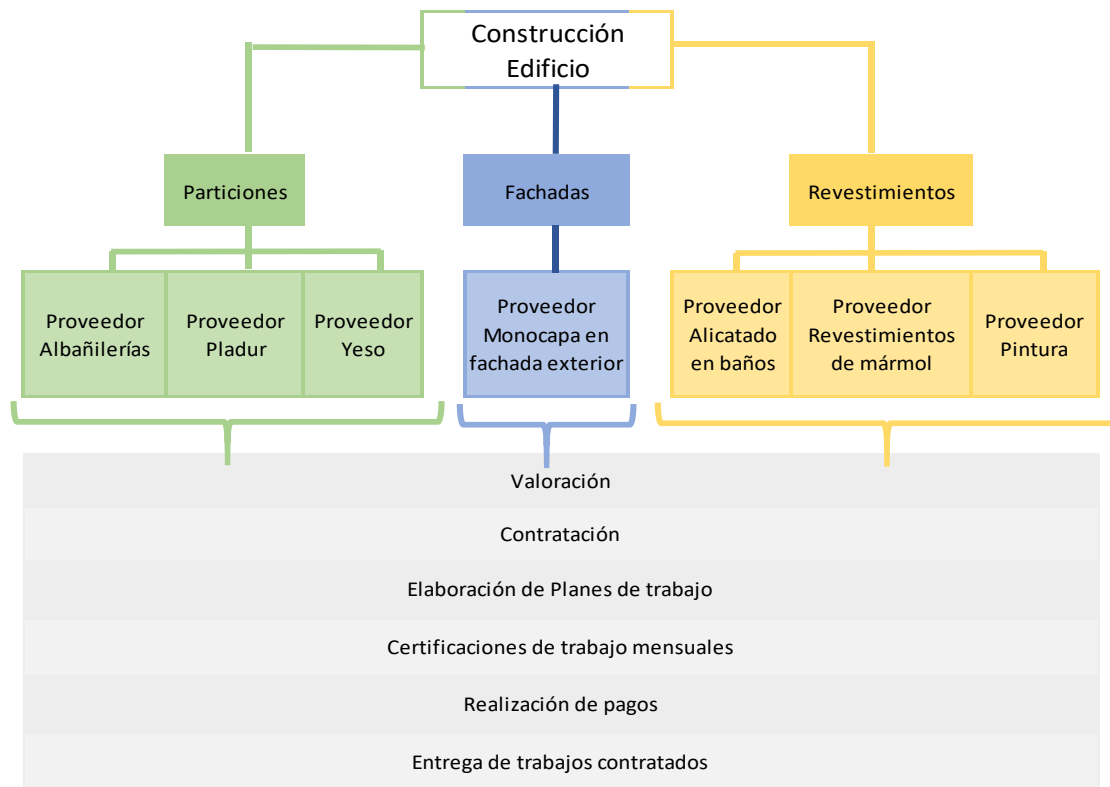 Construcción
Edificio
Particiones
Fachadas
Revestimientos
Proveedor
Albañilerías
Proveedor
Pladur
Proveedor
Yeso
Proveedor
Monocapa en
fachada exterior
Proveedor
Alicatado
en baños
Proveedor
Revestimientos
de mármol
Proveedor
Pintura
Valoración
Contratación
Elaboración de Planes de trabajo
Certificaciones de trabajo mensuales
Realización de pagos
Entrega de trabajos contratados